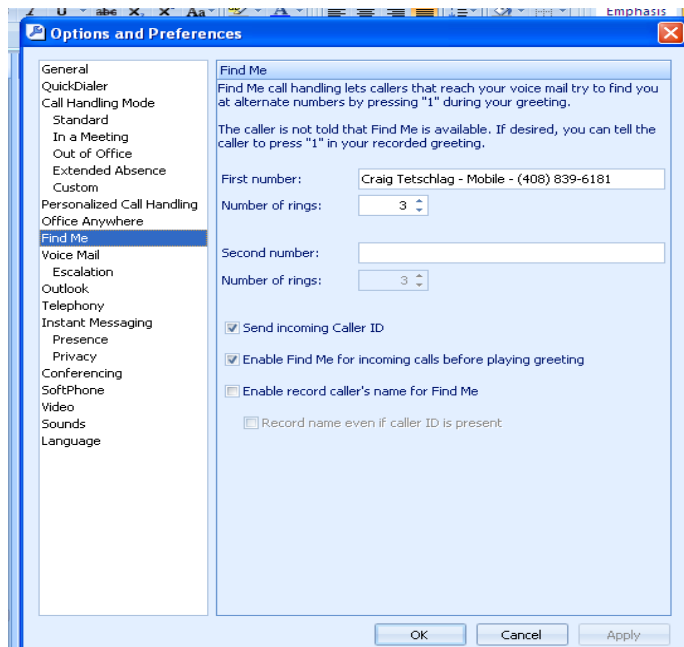 I U abe X, X' Aa A Emphasis
Options and Preferences
General
QuickDialer
Call Handling Mode
Standard
In a Meeting
Out of Office
Extended Absence
Custom
Personalized Call Handling
Office Anywhere
Find Me
Voice Mail
Escalation
Outlook
Telephony
Instant Messaging
Presence
Privacy
Conferencing
SoftPhone
Video
Sounds
Language
Find Me
Find Me call handling lets callers that reach your voice mail try to find you
at alternate numbers by pressing "1" during your greeting.
The caller is not told that Find Me is available. If desired, you can tell the
caller to press "1" in your recorded greeting.
First number: Craig Tetschlag - Mobile - (408) 839-6181
Number of rings: 3
Second number:
Number of rings: 3
Send incoming Caller ID
Enable Find Me for incoming calls before playing greeting
Enable record caller's name for Find Me
Record name even if caller ID is present
OK Cancel Apply